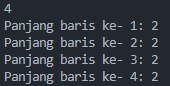 4
Panjang baris ke- 1: 2
Panjang baris ke- 2: 2
Panjang baris ke- 3: 2
Panjang baris ke- 4: 2